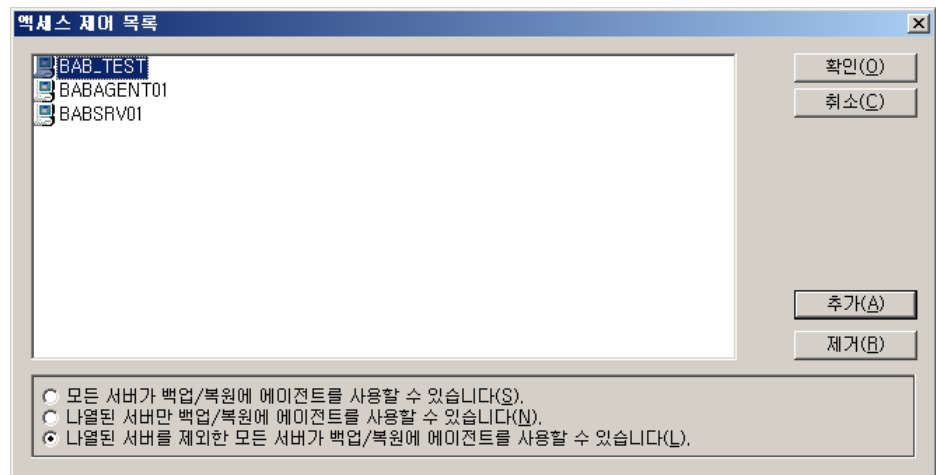 액세스 제어 목록
BAB_TEST
BABAGENT01
BABSRV01
확인(O)
취소(C)
추가(A)
제거(R)
모든 서버가 백업/복원에 에이전트를 사용할 수 있습니다(S).
나열된 서버만 백업/복원에 에이전트를 사용할 수 있습니다(N).
나열된 서버를 제외한 모든 서버가 백업/복원에 에이전트를 사용할 수 있습니다(L).